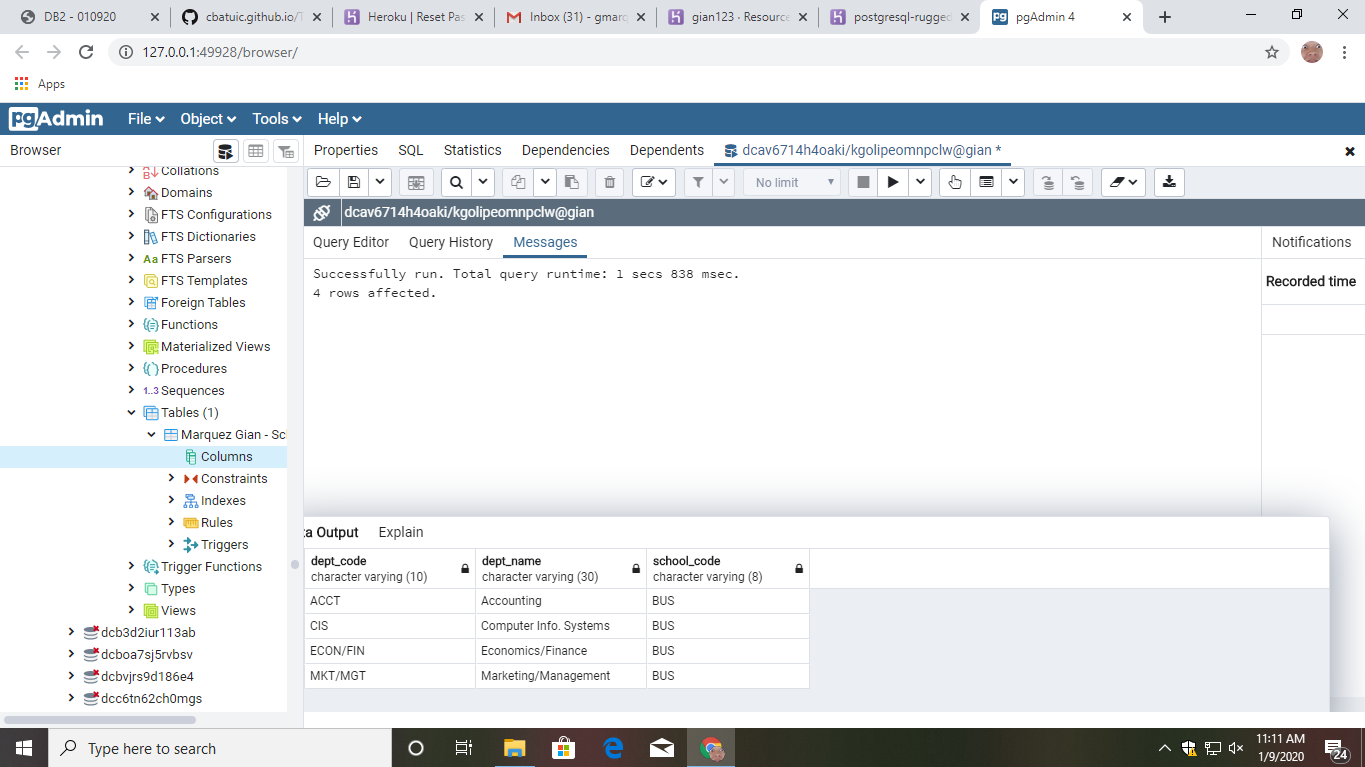 DB2 - 010920
cbatuic.github.io/T
Heroku | Reset Pas
Inbox (31) - gmarq
gian123 · Resource
postgresql-rugged
pgAdmin 4
127.0.0.1:49928/browser/
Apps
pgAdmin
File
Object
Tools
Help
Browser
Properties
SQL
Statistics
Dependencies
Dependents
dcav6714h4oaki/kgolipeomnpclw@gian *
No limit
dcav6714h4oaki/kgolipeomnpclw@gian
Query Editor
Query History
Messages
Notifications
Successfully run. Total query runtime: 1 secs 838 msec.
4 rows affected.
Recorded time
Collations
Domains
FTS Configurations
FTS Dictionaries
Aa FTS Parsers
FTS Templates
Foreign Tables
Functions
Materialized Views
Procedures
1..3 Sequences
Tables (1)
Marquez Gian - Sc
Columns
Constraints
Indexes
Rules
Triggers
Trigger Functions
Types
Views
dcb3d2iur113ab
dcboa7sj5rvbsv
dcbvjrs9d186e4
dcc6tn62ch0mgs
ta Output
Explain
dept_code
character varying (10)
dept_name
character varying (30)
school_code
character varying (8)
ACCT
Accounting
BUS
CIS
Computer Info. Systems
BUS
ECON/FIN
Economics/Finance
BUS
MKT/MGT
Marketing/Management
BUS
Type here to search
11:11 AM
1/9/2020
24